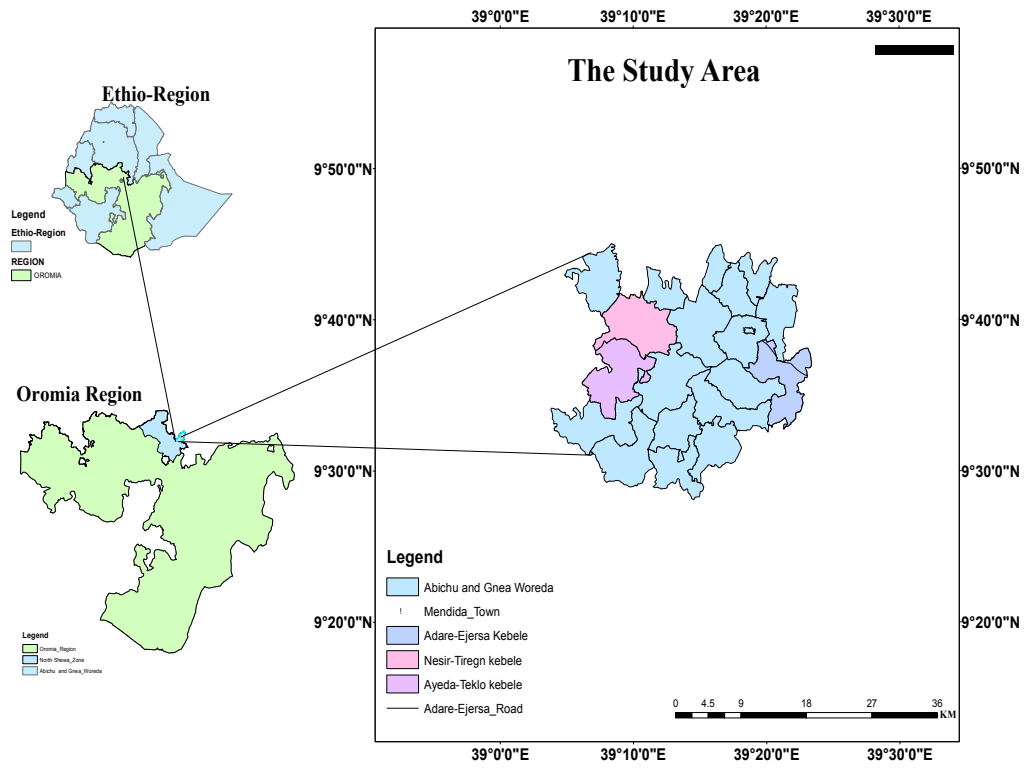 39°0'0"E 39°10'0"E 39°20'0"E 39°30'0"E
The Study Area
Ethio-Region
9°50'0"N 9°50'0"N
Legend
Ethio-Region
REGION
OROMIA
9°40'0"N 9°40'0"N
Oromia Region
9°30'0"N 9°30'0"N
Legend
Abichu and Gnea Woreda
! Mendida_Town
Adare-Ejersa Kebele
Nesir-Tiregn kebele
Ayeda-Teklo kebele
Adare-Ejersa_Road
9°20'0"N 9°20'0"N
Legend
Oromia_Region
North Shewa_Zone
Abichu and Gnea_Woreda
0 4.5 9 18 27 36
KM
39°0'0"E 39°10'0"E 39°20'0"E 39°30'0"E